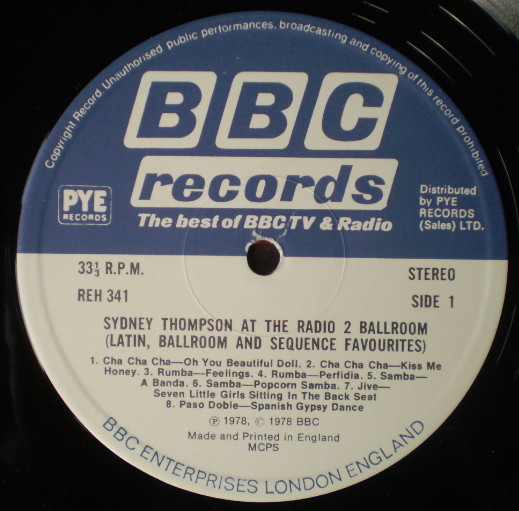 Copyright Record. Unauthorised public performances, broadcasting and copying of this record prohibited
BBC
records
The best of BBC TV & Radio
PYE
RECORDS
Distributed
by PYE
RECORDS
(Sales) LTD.
33⅓ R.P.M.
STEREO
REH 341
SIDE 1
SYDNEY THOMPSON AT THE RADIO 2 BALLROOM
(LATIN, BALLROOM AND SEQUENCE FAVOURITES)
1. Cha Cha Cha—Oh You Beautiful Doll. 2. Cha Cha Cha—Kiss Me
Honey. 3. Rumba—Feelings. 4. Rumba—Perfidia. 5. Samba—
A Banda. 6. Samba—Popcorn Samba. 7. Jive—
Seven Little Girls Sitting In The Back Seat
8. Paso Doble—Spanish Gypsy Dance
℗ 1978, © 1978 BBC
Made and Printed in England
MCPS
BBC ENTERPRISES LONDON ENGLAND